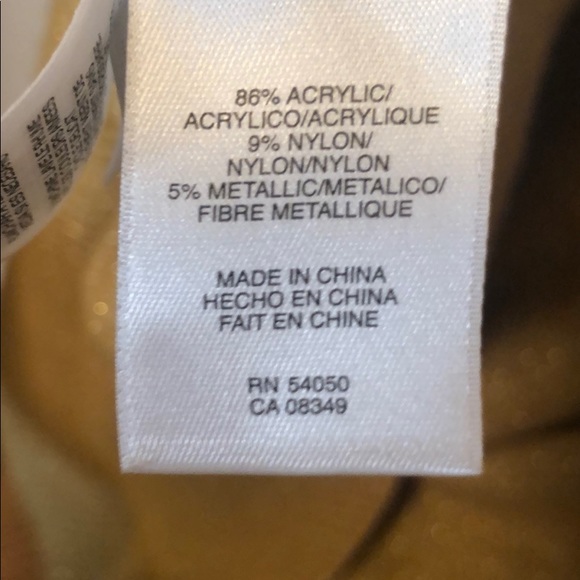 86% ACRYLIC/
ACRYLICO/ACRYLIQUE
9% NYLON/
NYLON/NYLON
5% METALLIC/METALICO/
FIBRE METALLIQUE
MADE IN CHINA
HECHO EN CHINA
FAIT EN CHINE
RN 54050
CA 08349